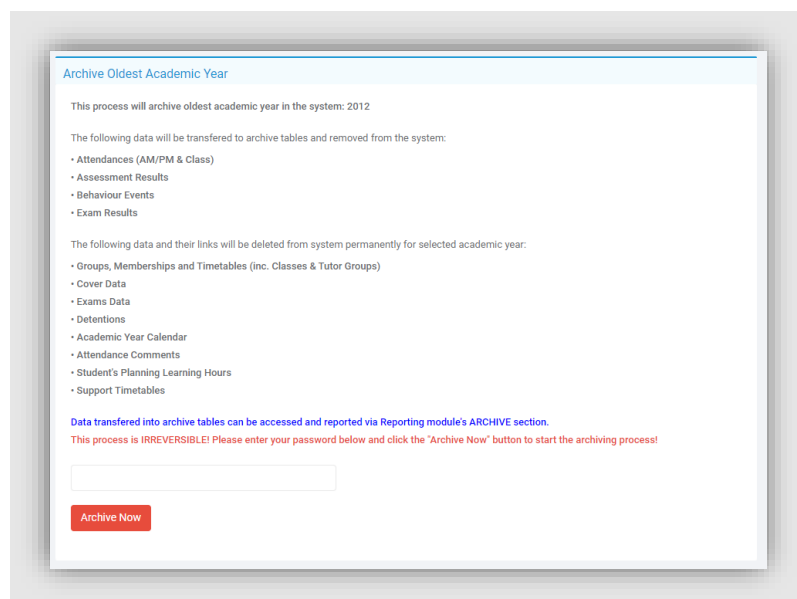 Archive Oldest Academic Year
This process will archive oldest academic year in the system: 2012
The following data will be transfered to archive tables and removed from the system:
• Attendances (AM/PM & Class)
• Assessment Results
• Behaviour Events
• Exam Results
The following data and their links will be deleted from system permanently for selected academic year:
• Groups, Memberships and Timetables (inc. Classes & Tutor Groups)
• Cover Data
• Exams Data
• Detentions
• Academic Year Calendar
• Attendance Comments
• Student's Planning Learning Hours
• Support Timetables
Data transfered into archive tables can be accessed and reported via Reporting module's ARCHIVE section.
This process is IRREVERSIBLE! Please enter your password below and click the "Archive Now" button to start the archiving process!
Archive Now